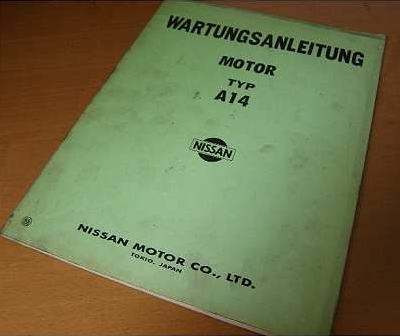 WARTUNGSANLEITUNG
MOTOR
TYP
A14
NISSAN
NISSAN MOTOR CO., LTD.
TOKIO, JAPAN